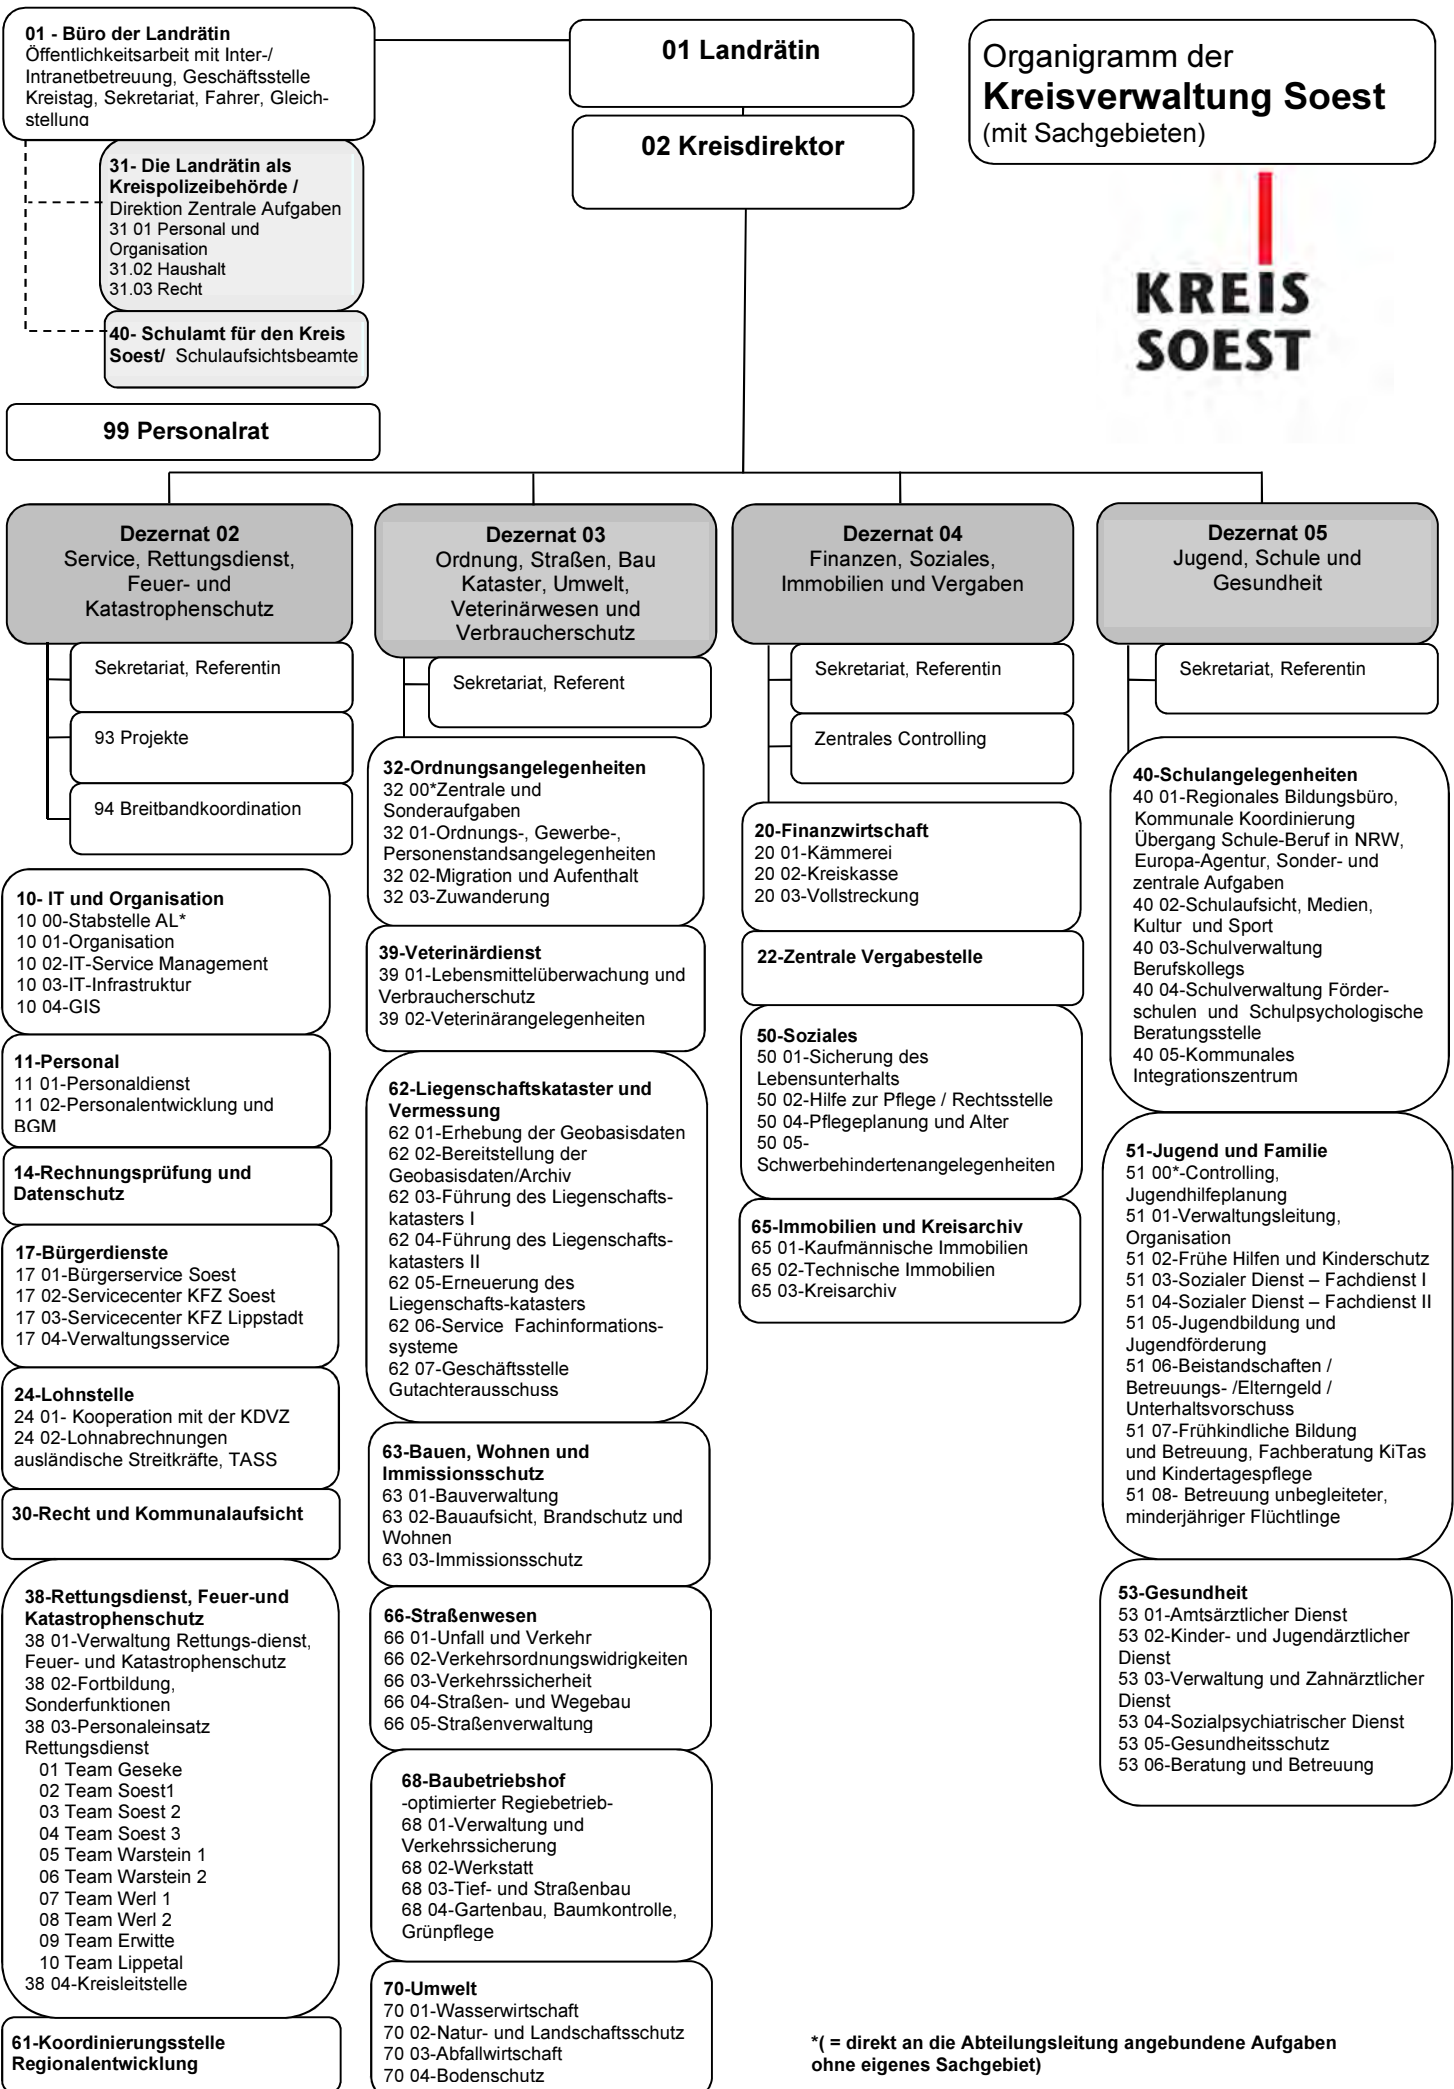 01 - Büro der Landrätin
Öffentlichkeitsarbeit mit Inter-/
Intranetbetreuung, Geschäftsstelle
Kreistag, Sekretariat, Fahrer, Gleich-
stellung
01 Landrätin
02 Kreisdirektor
Organigramm der
Kreisverwaltung Soest
(mit Sachgebieten)
KREIS
SOEST
31- Die Landrätin als
Kreispolizeibehörde /
Direktion Zentrale Aufgaben
31 01 Personal und
Organisation
31.02 Haushalt
31.03 Recht
40- Schulamt für den Kreis
Soest/ Schulaufsichtsbeamte
99 Personalrat
Dezernat 02
Service, Rettungsdienst,
Feuer- und
Katastrophenschutz
Sekretariat, Referentin
93 Projekte
94 Breitbandkoordination
10- IT und Organisation
10 00-Stabstelle AL*
10 01-Organisation
10 02-IT-Service Management
10 03-IT-Infrastruktur
10 04-GIS
11-Personal
11 01-Personaldienst
11 02-Personalentwicklung und
BGM
14-Rechnungsprüfung und
Datenschutz
17-Bürgerdienste
17 01-Bürgerservice Soest
17 02-Servicecenter KFZ Soest
17 03-Servicecenter KFZ Lippstadt
17 04-Verwaltungsservice
24-Lohnstelle
24 01- Kooperation mit der KDVZ
24 02-Lohnabrechnungen
ausländische Streitkräfte, TASS
30-Recht und Kommunalaufsicht
38-Rettungsdienst, Feuer-und
Katastrophenschutz
38 01-Verwaltung Rettungs-dienst,
Feuer- und Katastrophenschutz
38 02-Fortbildung,
Sonderfunktionen
38 03-Personaleinsatz
Rettungsdienst
01 Team Geseke
02 Team Soest1
03 Team Soest 2
04 Team Soest 3
05 Team Warstein 1
06 Team Warstein 2
07 Team Werl 1
08 Team Werl 2
09 Team Erwitte
10 Team Lippetal
38 04-Kreisleitstelle
61-Koordinierungsstelle
Regionalentwicklung
Dezernat 03
Ordnung, Straßen, Bau
Kataster, Umwelt,
Veterinärwesen und
Verbraucherschutz
Sekretariat, Referent
32-Ordnungsangelegenheiten
32 00*Zentrale und
Sonderaufgaben
32 01-Ordnungs-, Gewerbe-,
Personenstandsangelegenheiten
32 02-Migration und Aufenthalt
32 03-Zuwanderung
39-Veterinärdienst
39 01-Lebensmittelüberwachung und
Verbraucherschutz
39 02-Veterinärangelegenheiten
62-Liegenschaftskataster und
Vermessung
62 01-Erhebung der Geobasisdaten
62 02-Bereitstellung der
Geobasisdaten/Archiv
62 03-Führung des Liegenschafts-
katasters I
62 04-Führung des Liegenschafts-
katasters II
62 05-Erneuerung des
Liegenschafts-katasters
62 06-Service Fachinformations-
systeme
62 07-Geschäftsstelle
Gutachterausschuss
63-Bauen, Wohnen und
Immissionsschutz
63 01-Bauverwaltung
63 02-Bauaufsicht, Brandschutz und
Wohnen
63 03-Immissionsschutz
66-Straßenwesen
66 01-Unfall und Verkehr
66 02-Verkehrsordnungswidrigkeiten
66 03-Verkehrssicherheit
66 04-Straßen- und Wegebau
66 05-Straßenverwaltung
68-Baubetriebshof
-optimierter Regiebetrieb-
68 01-Verwaltung und
Verkehrssicherung
68 02-Werkstatt
68 03-Tief- und Straßenbau
68 04-Gartenbau, Baumkontrolle,
Grünpflege
70-Umwelt
70 01-Wasserwirtschaft
70 02-Natur- und Landschaftsschutz
70 03-Abfallwirtschaft
70 04-Bodenschutz
Dezernat 04
Finanzen, Soziales,
Immobilien und Vergaben
Sekretariat, Referentin
Zentrales Controlling
20-Finanzwirtschaft
20 01-Kämmerei
20 02-Kreiskasse
20 03-Vollstreckung
22-Zentrale Vergabestelle
50-Soziales
50 01-Sicherung des
Lebensunterhalts
50 02-Hilfe zur Pflege / Rechtsstelle
50 04-Pflegeplanung und Alter
50 05-
Schwerbehindertenangelegenheiten
65-Immobilien und Kreisarchiv
65 01-Kaufmännische Immobilien
65 02-Technische Immobilien
65 03-Kreisarchiv
Dezernat 05
Jugend, Schule und
Gesundheit
Sekretariat, Referentin
40-Schulangelegenheiten
40 01-Regionales Bildungsbüro,
Kommunale Koordinierung
Übergang Schule-Beruf in NRW,
Europa-Agentur, Sonder- und
zentrale Aufgaben
40 02-Schulaufsicht, Medien,
Kultur und Sport
40 03-Schulverwaltung
Berufskollegs
40 04-Schulverwaltung Förder-
schulen und Schulpsychologische
Beratungsstelle
40 05-Kommunales
Integrationszentrum
51-Jugend und Familie
51 00*-Controlling,
Jugendhilfeplanung
51 01-Verwaltungsleitung,
Organisation
51 02-Frühe Hilfen und Kinderschutz
51 03-Sozialer Dienst – Fachdienst I
51 04-Sozialer Dienst – Fachdienst II
51 05-Jugendbildung und
Jugendförderung
51 06-Beistandschaften /
Betreuungs- /Elterngeld /
Unterhaltsvorschuss
51 07-Frühkindliche Bildung
und Betreuung, Fachberatung KiTas
und Kindertagespflege
51 08- Betreuung unbegleiteter,
minderjähriger Flüchtlinge
53-Gesundheit
53 01-Amtsärztlicher Dienst
53 02-Kinder- und Jugendärztlicher
Dienst
53 03-Verwaltung und Zahnärztlicher
Dienst
53 04-Sozialpsychiatrischer Dienst
53 05-Gesundheitsschutz
53 06-Beratung und Betreuung
*( = direkt an die Abteilungsleitung angebundene Aufgaben
ohne eigenes Sachgebiet)